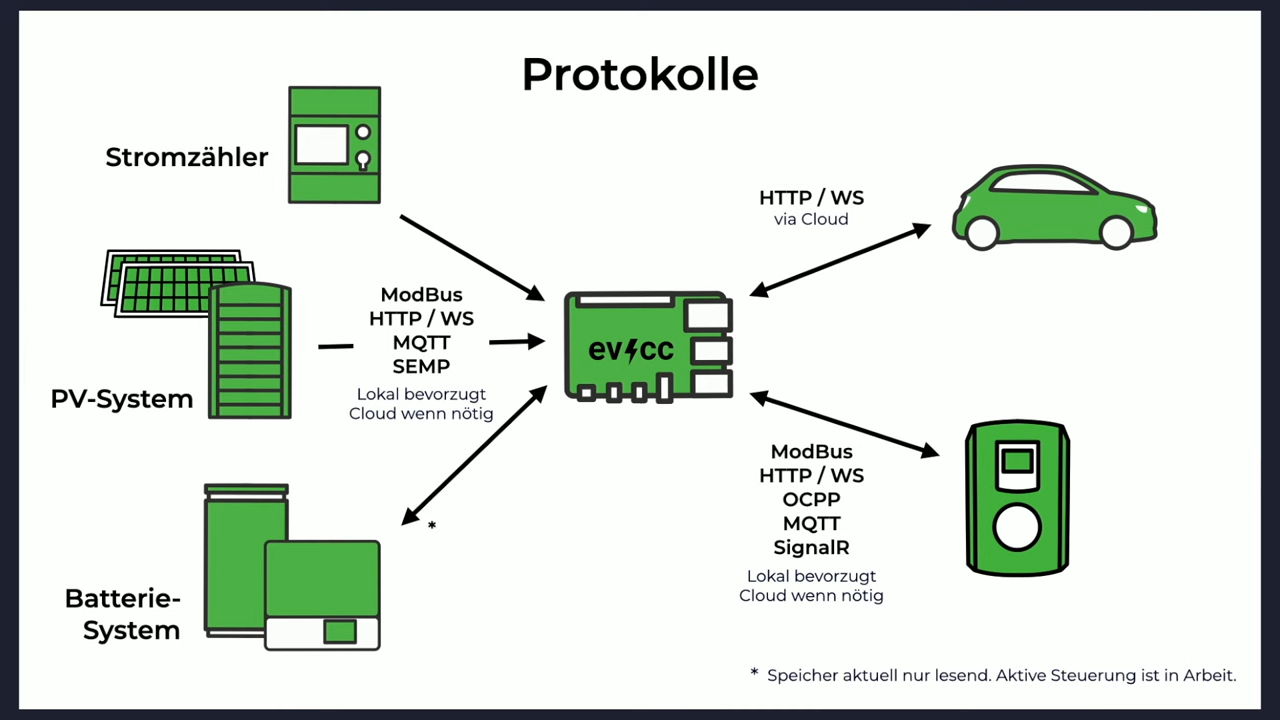 Protokolle
Stromzähler
PV-System
Batterie-
System
ModBus
HTTP / WS
MQTT
SEMP
Lokal bevorzugt
Cloud wenn nötig
*
evcc
HTTP / WS
via Cloud
ModBus
HTTP / WS
OCPP
MQTT
SignalR
Lokal bevorzugt
Cloud wenn nötig
* Speicher aktuell nur lesend. Aktive Steuerung ist in Arbeit.